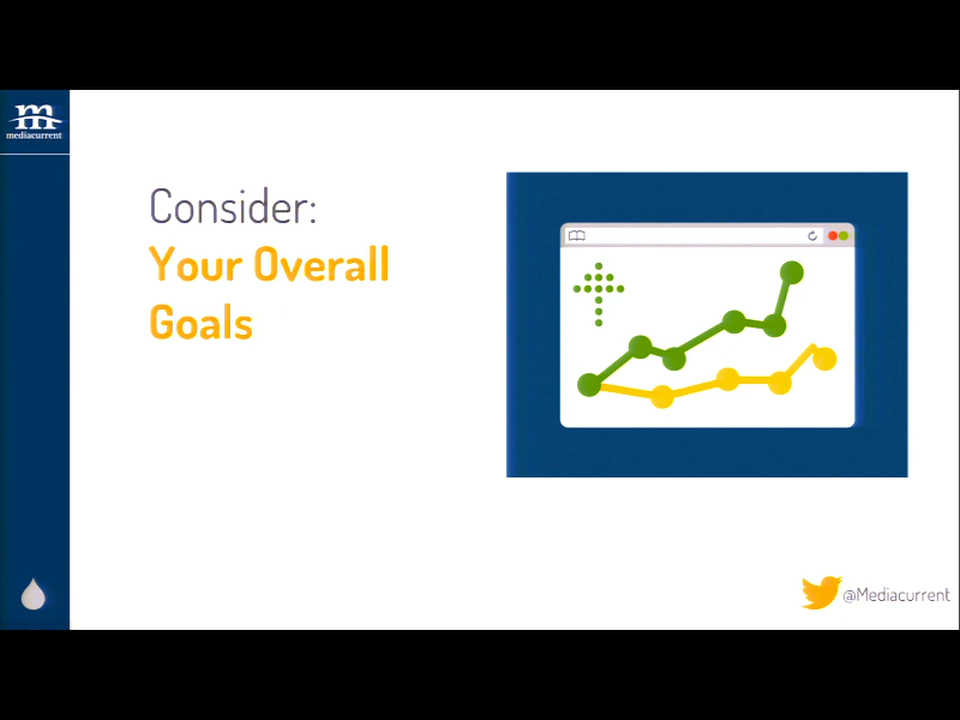 m
mediacurrent
Consider:
Your Overall
Goals
@Mediacurrent